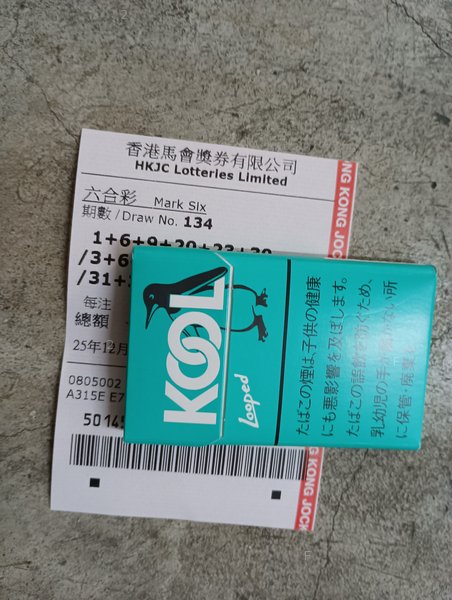 香港馬會獎券有限公司
HKJC Lotteries Limited
六合彩 Mark Six
期數 / Draw No. 134
1+6+9+20+23+
/3+6
/31+
每注
總額
25年12月
0805002
A315E E7
5014
NG KONG JOC
NG KONG JOCK
KOOL
Looped
たばこの煙は、子供の健康
にも悪影響を及ぼします。
たばこの誤飲を防ぐため、
乳幼児の手の届かない所
に保管・廃棄